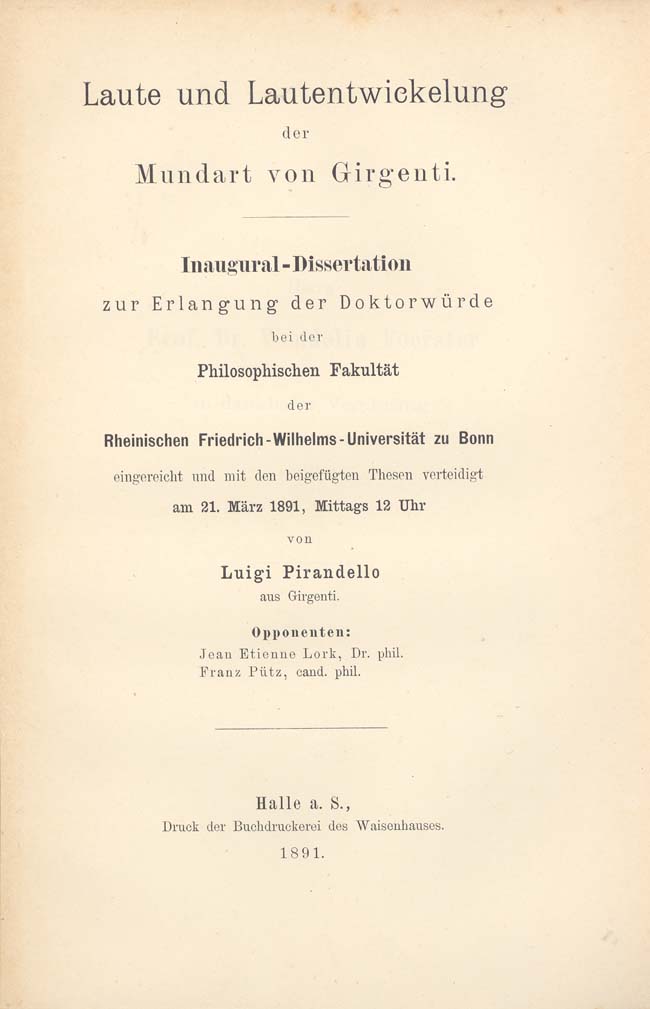 Laute und Lautentwickelung
der
Mundart von Girgenti.
Inaugural-Dissertation
zur Erlangung der Doktorwürde
bei der
Philosophischen Fakultät
der
Rheinischen Friedrich-Wilhelms-Universität zu Bonn
eingereicht und mit den beigefügten Thesen verteidigt
am 21. März 1891, Mittags 12 Uhr
von
Luigi Pirandello
aus Girgenti.
Opponenten:
Jean Etienne Lork, Dr. phil.
Franz Pütz, cand. phil.
Halle a. S.,
Druck der Buchdruckerei des Waisenhauses.
1891.